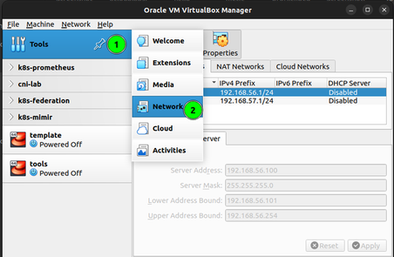 Oracle VM VirtualBox Manager
File Machine Network Help
Tools
1
Welcome
Properties
Extensions
NAT Networks Cloud Networks
k8s-prometheus
Media
IPv4 Prefix IPv6 Prefix DHCP Server
cni-lab
192.168.56.1/24 Disabled
k8s-federation
Network
2
192.168.57.1/24 Disabled
k8s-mimir
Cloud
template
Powered Off
Activities
tools
Powered Off
Server Address: 192.168.56.100
Server Mask: 255.255.255.0
Lower Address Bound: 192.168.56.101
Upper Address Bound: 192.168.56.254
Reset Apply